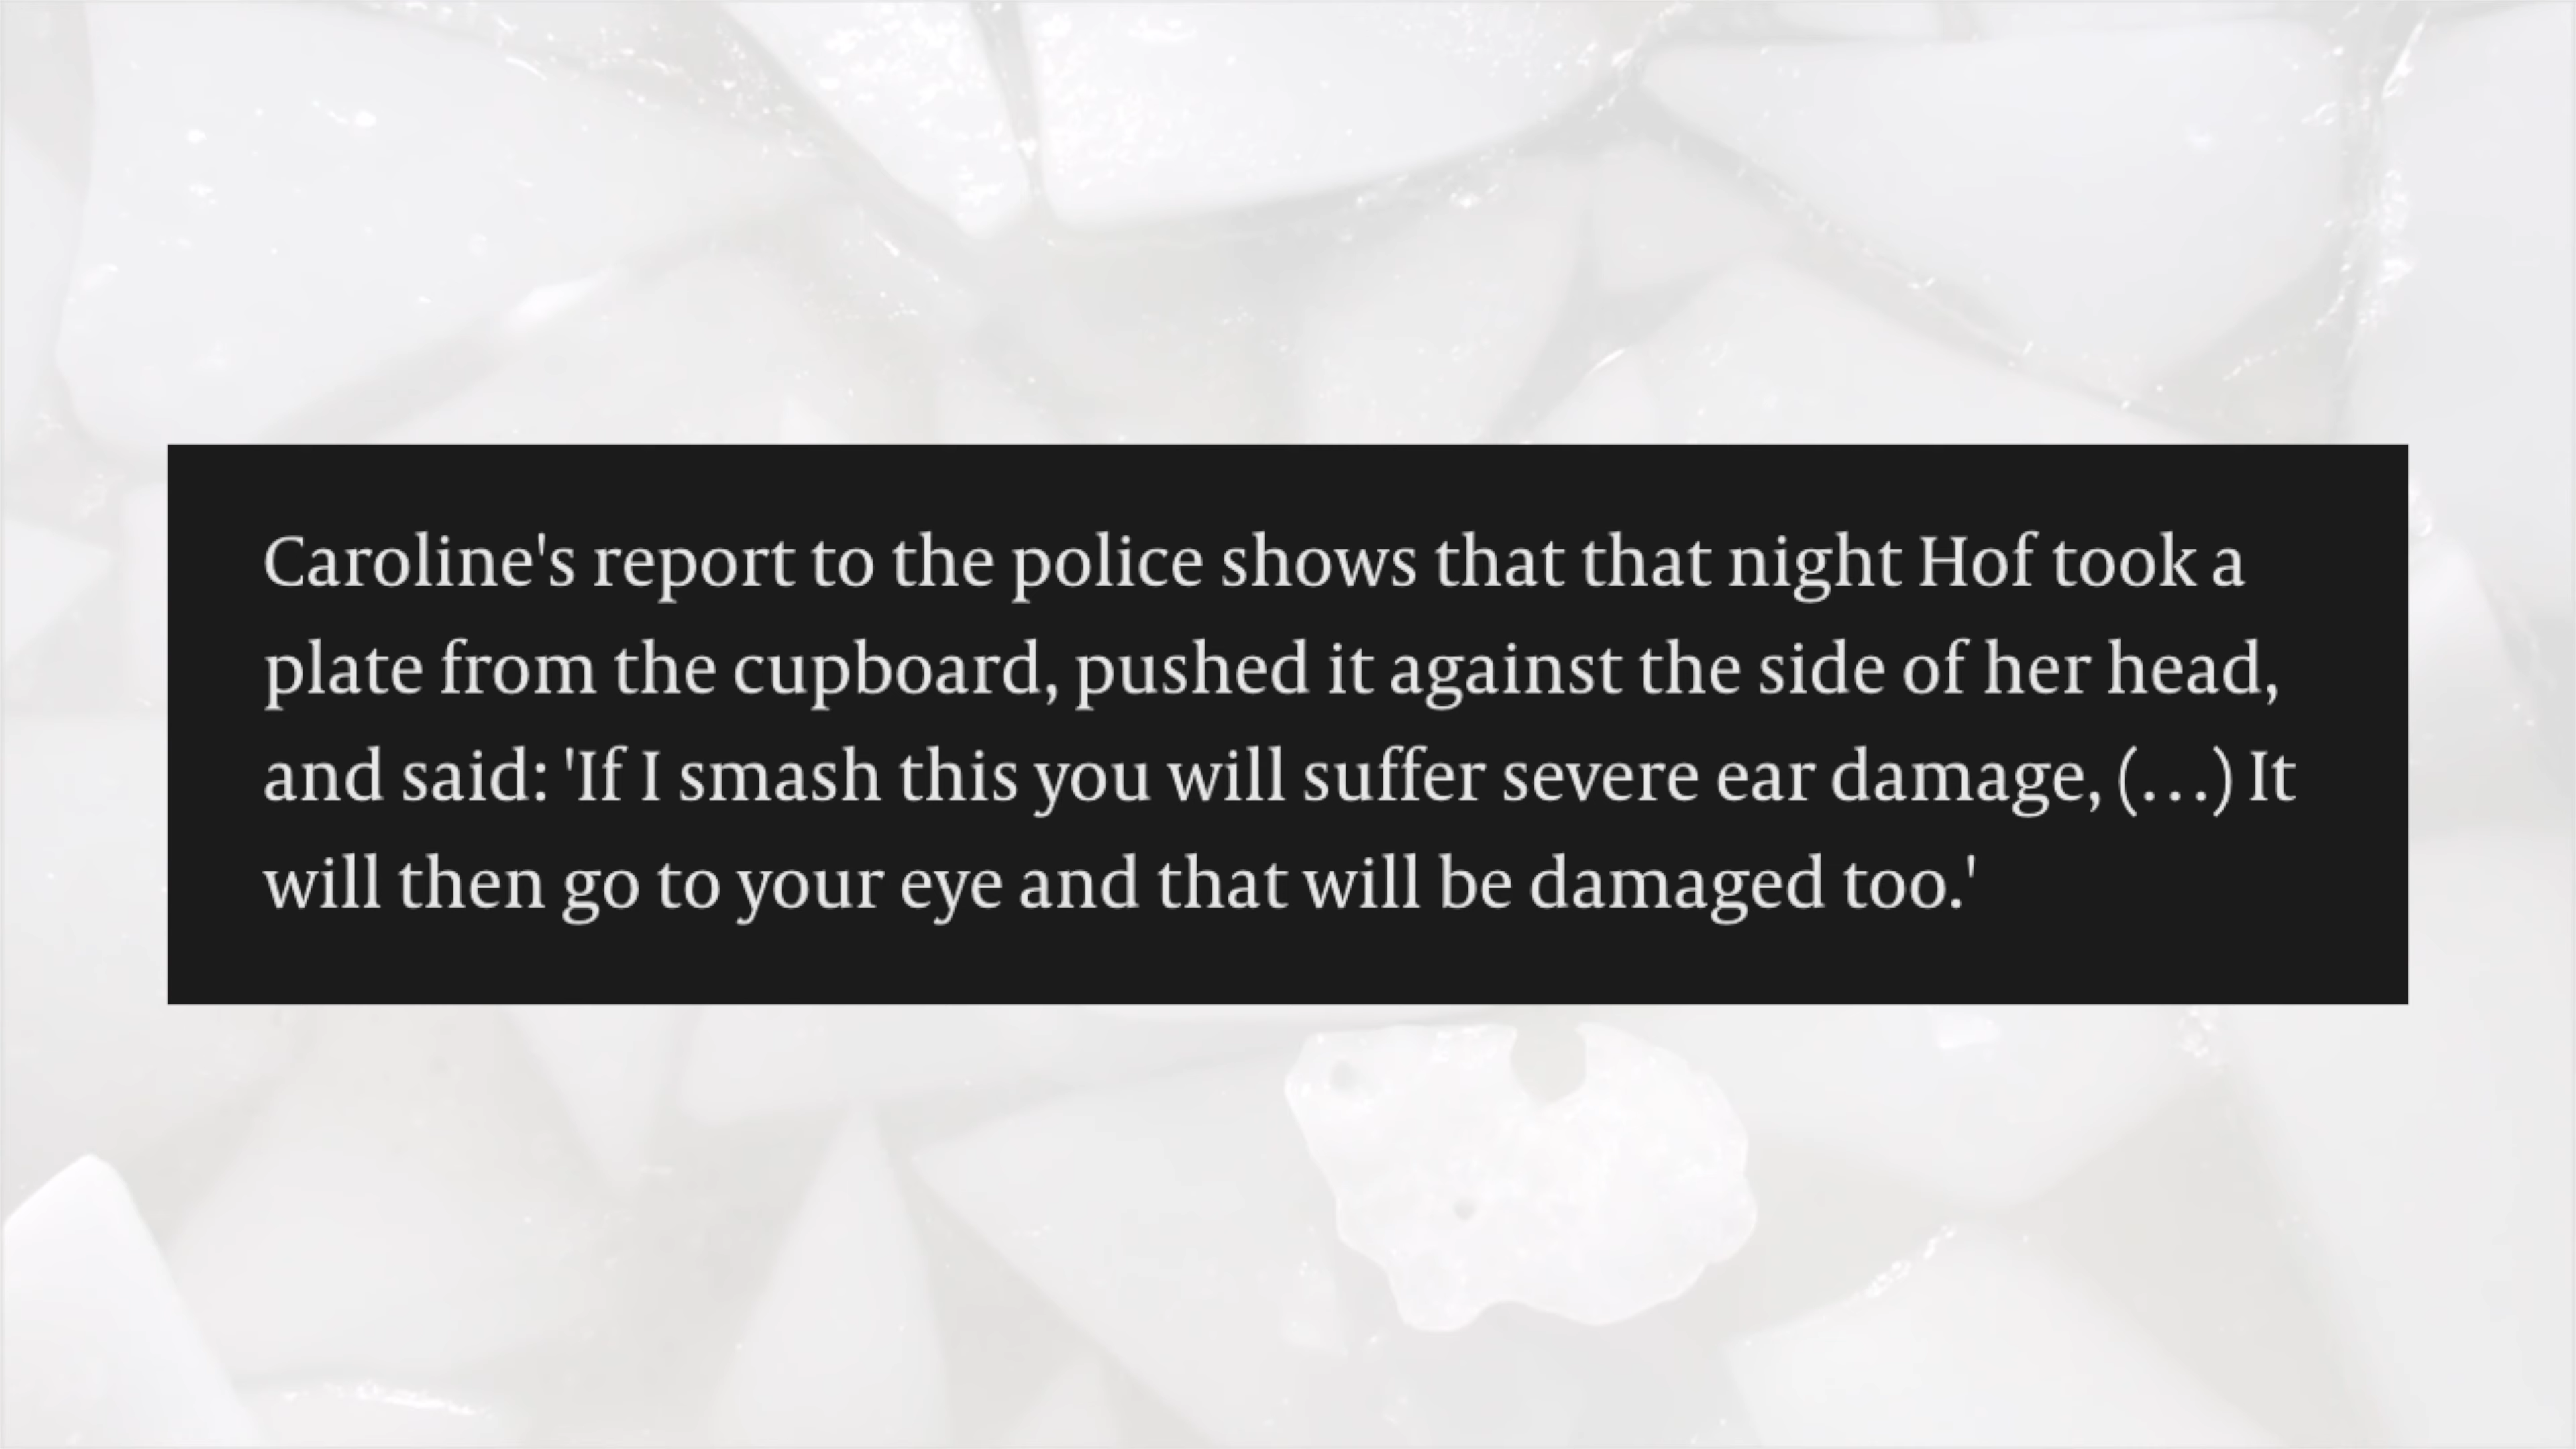 Caroline's report to the police shows that that night Hof took a
plate from the cupboard, pushed it against the side of her head,
and said: 'If I smash this you will suffer severe ear damage, (…) It
will then go to your eye and that will be damaged too.'